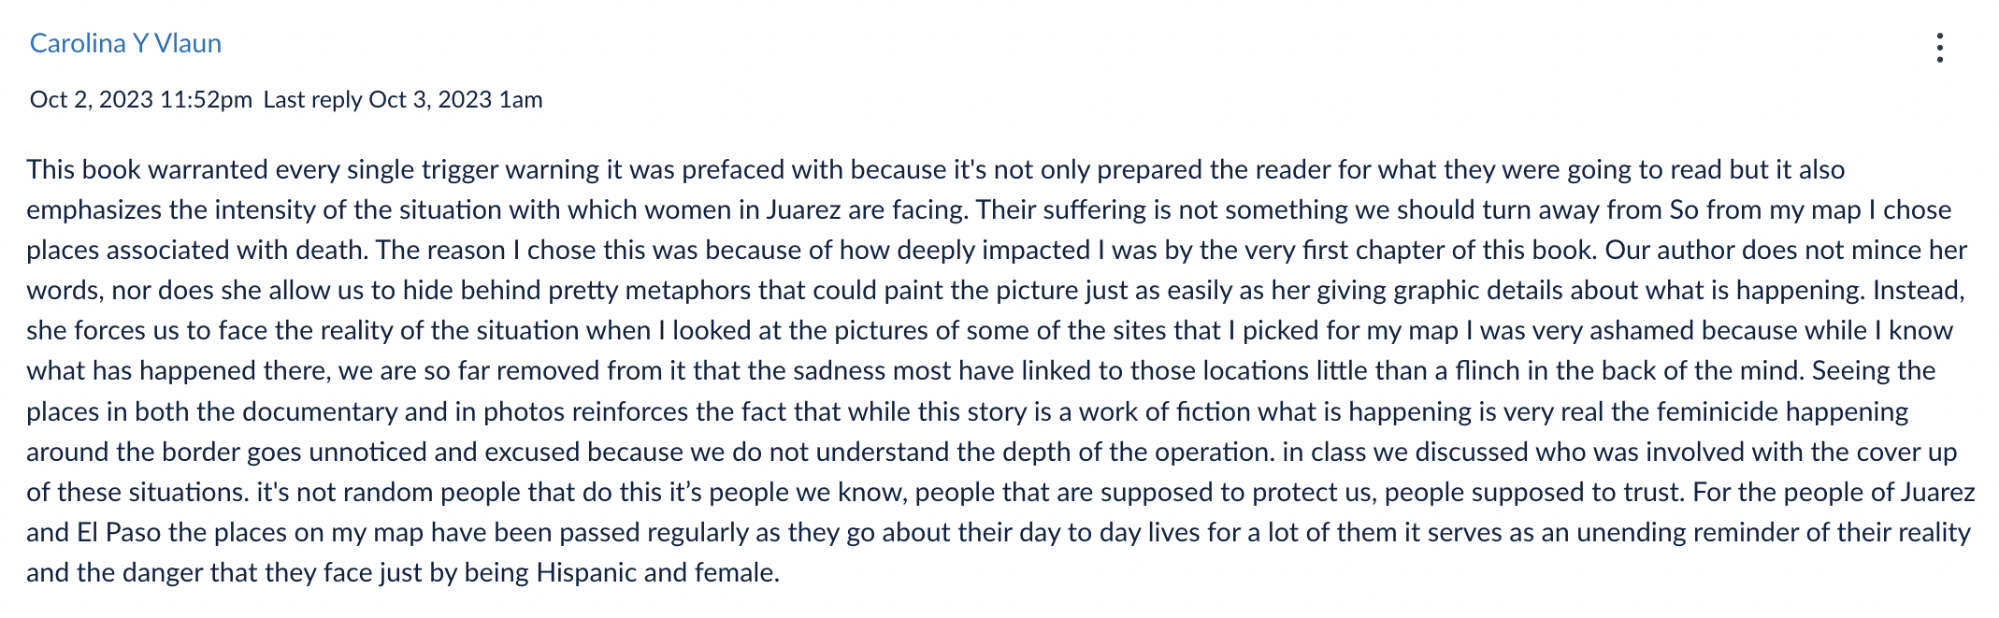 Carolina Y Vlaun
Oct 2, 2023 11:52pm Last reply Oct 3, 2023 1am
This book warranted every single trigger warning it was prefaced with because it's not only prepared the reader for what they were going to read but it also
emphasizes the intensity of the situation with which women in Juarez are facing. Their suffering is not something we should turn away from So from my map I chose
places associated with death. The reason I chose this was because of how deeply impacted I was by the very first chapter of this book. Our author does not mince her
words, nor does she allow us to hide behind pretty metaphors that could paint the picture just as easily as her giving graphic details about what is happening. Instead,
she forces us to face the reality of the situation when I looked at the pictures of some of the sites that I picked for my map I was very ashamed because while I know
what has happened there, we are so far removed from it that the sadness most have linked to those locations little than a flinch in the back of the mind. Seeing the
places in both the documentary and in photos reinforces the fact that while this story is a work of fiction what is happening is very real the feminicide happening
around the border goes unnoticed and excused because we do not understand the depth of the operation. in class we discussed who was involved with the cover up
of these situations. it's not random people that do this it’s people we know, people that are supposed to protect us, people supposed to trust. For the people of Juarez
and El Paso the places on my map have been passed regularly as they go about their day to day lives for a lot of them it serves as an unending reminder of their reality
and the danger that they face just by being Hispanic and female.